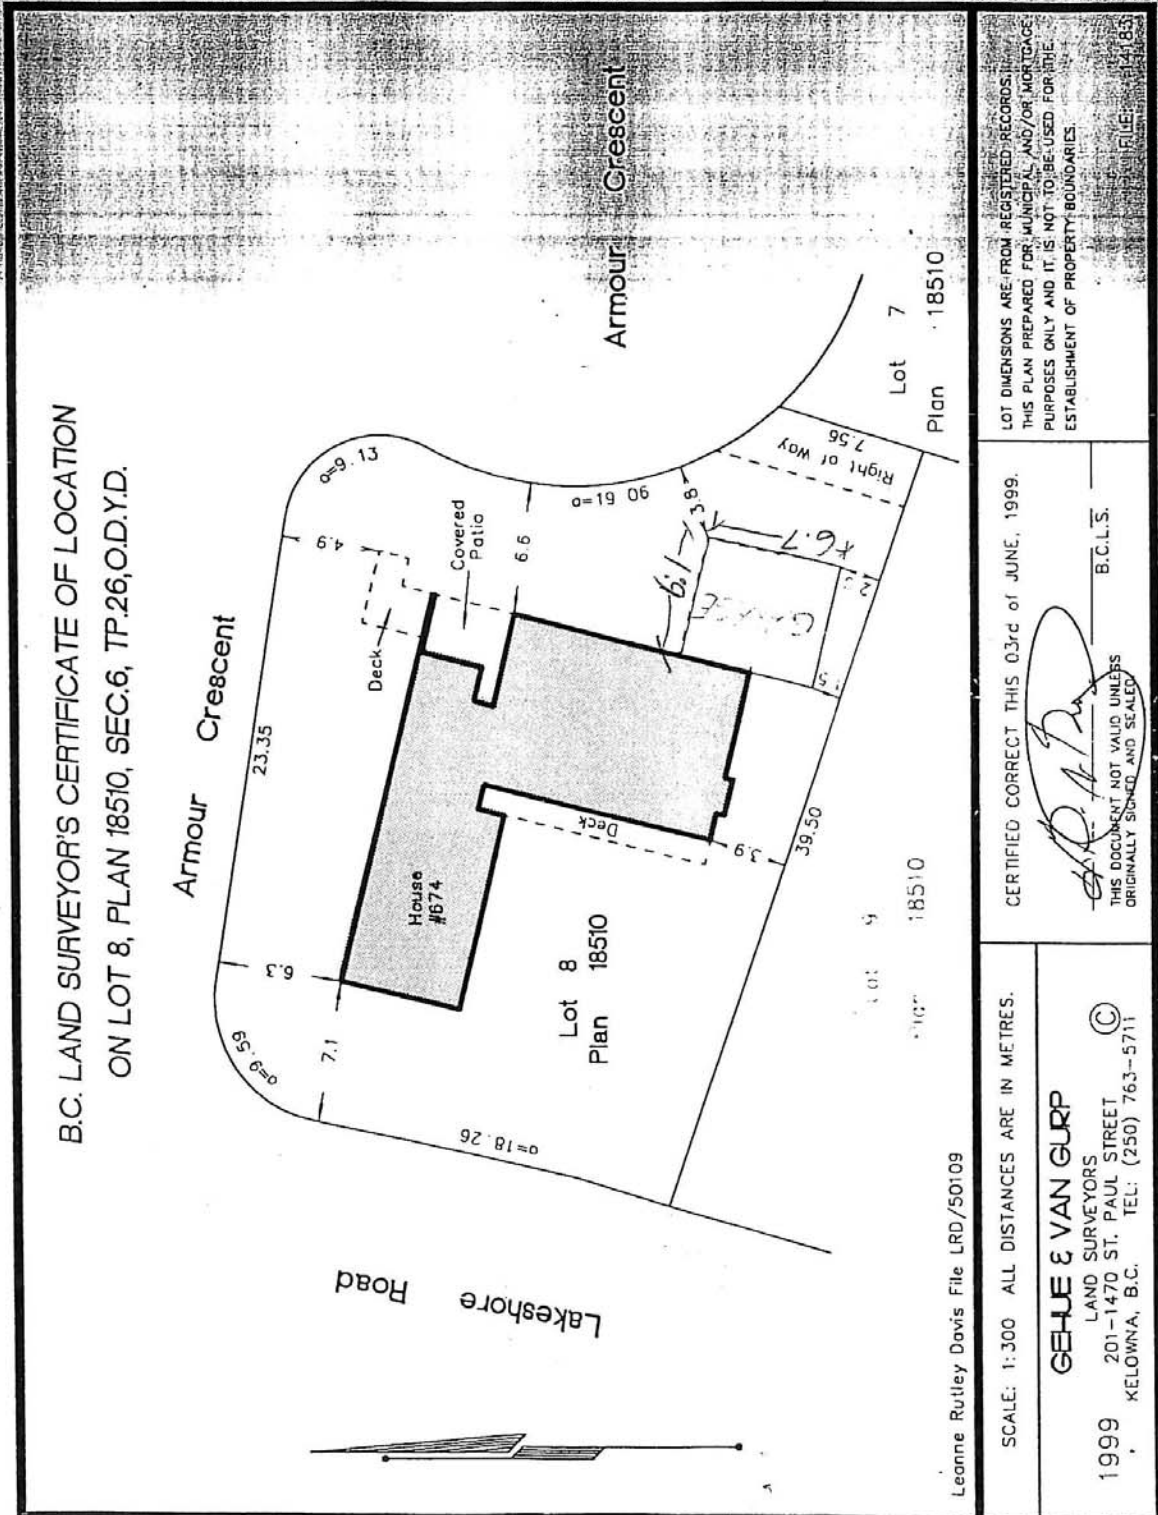 B.C. LAND SURVEYOR'S CERTIFICATE OF LOCATION
ON LOT 8, PLAN 18510, SEC.6, TP.26,O.D.Y.D.
Armour Crescent
23.35
a=9.59
a=9.13
6.3
4.9
7.1
Deck
Covered
Patio
6.6
Armour Crescent
House
#674
Deck
a=19.06
3.8
6.1
6.7
GARAGE
Right of Way
7.56
Lot 7
Plan 18510
Lot 8
Plan 18510
a=18.26
3.9
39.50
1.5
Lot 9
Plan 18510
Lakeshore Road
Leanne Rutley Davis File LRD/50109
SCALE: 1:300 ALL DISTANCES ARE IN METRES.
GEHUE & VAN GURP
LAND SURVEYORS
1999 201-1470 ST. PAUL STREET ©
KELOWNA, B.C. TEL: (250) 763-5711
CERTIFIED CORRECT THIS 03rd of JUNE, 1999.
B.C.L.S.
THIS DOCUMENT NOT VALID UNLESS
ORIGINALLY SIGNED AND SEALED
LOT DIMENSIONS ARE FROM REGISTERED RECORDS.
THIS PLAN PREPARED FOR MUNICIPAL AND/OR MORTGAGE
PURPOSES ONLY AND IT IS NOT TO BE USED FOR THE
ESTABLISHMENT OF PROPERTY BOUNDARIES.
FILE: 14183